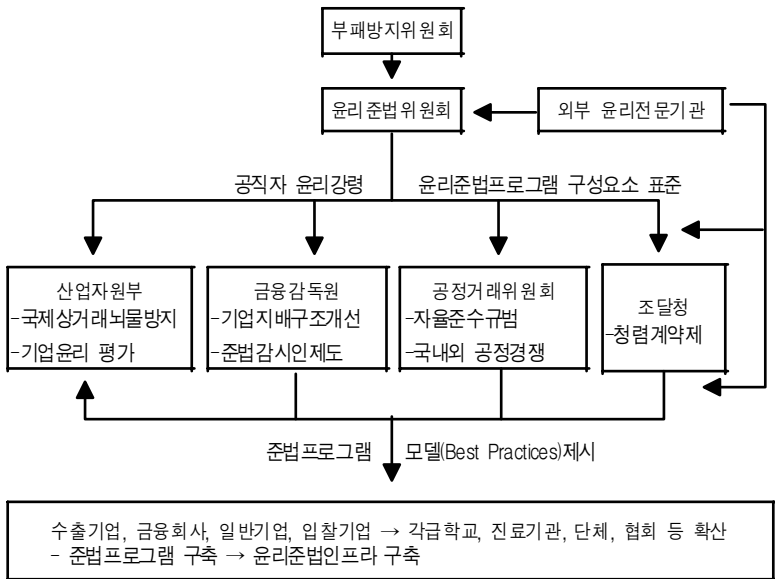 부패방지위원회
윤리준법위원회
외부 윤리전문기관
공직자 윤리강령
윤리준법프로그램 구성요소 표준
산업자원부
-국제상거래뇌물방지
-기업윤리 평가
금융감독원
-기업지배구조개선
-준법감시인제도
공정거래위원회
-자율준수규범
-국내외 공정경쟁
조달청
-청렴계약제
준법프로그램
모델(Best Practices)제시
수출기업, 금융회사, 일반기업, 입찰기업 → 각급학교, 진료기관, 단체, 협회 등 확산
- 준법프로그램 구축 → 윤리준법인프라 구축